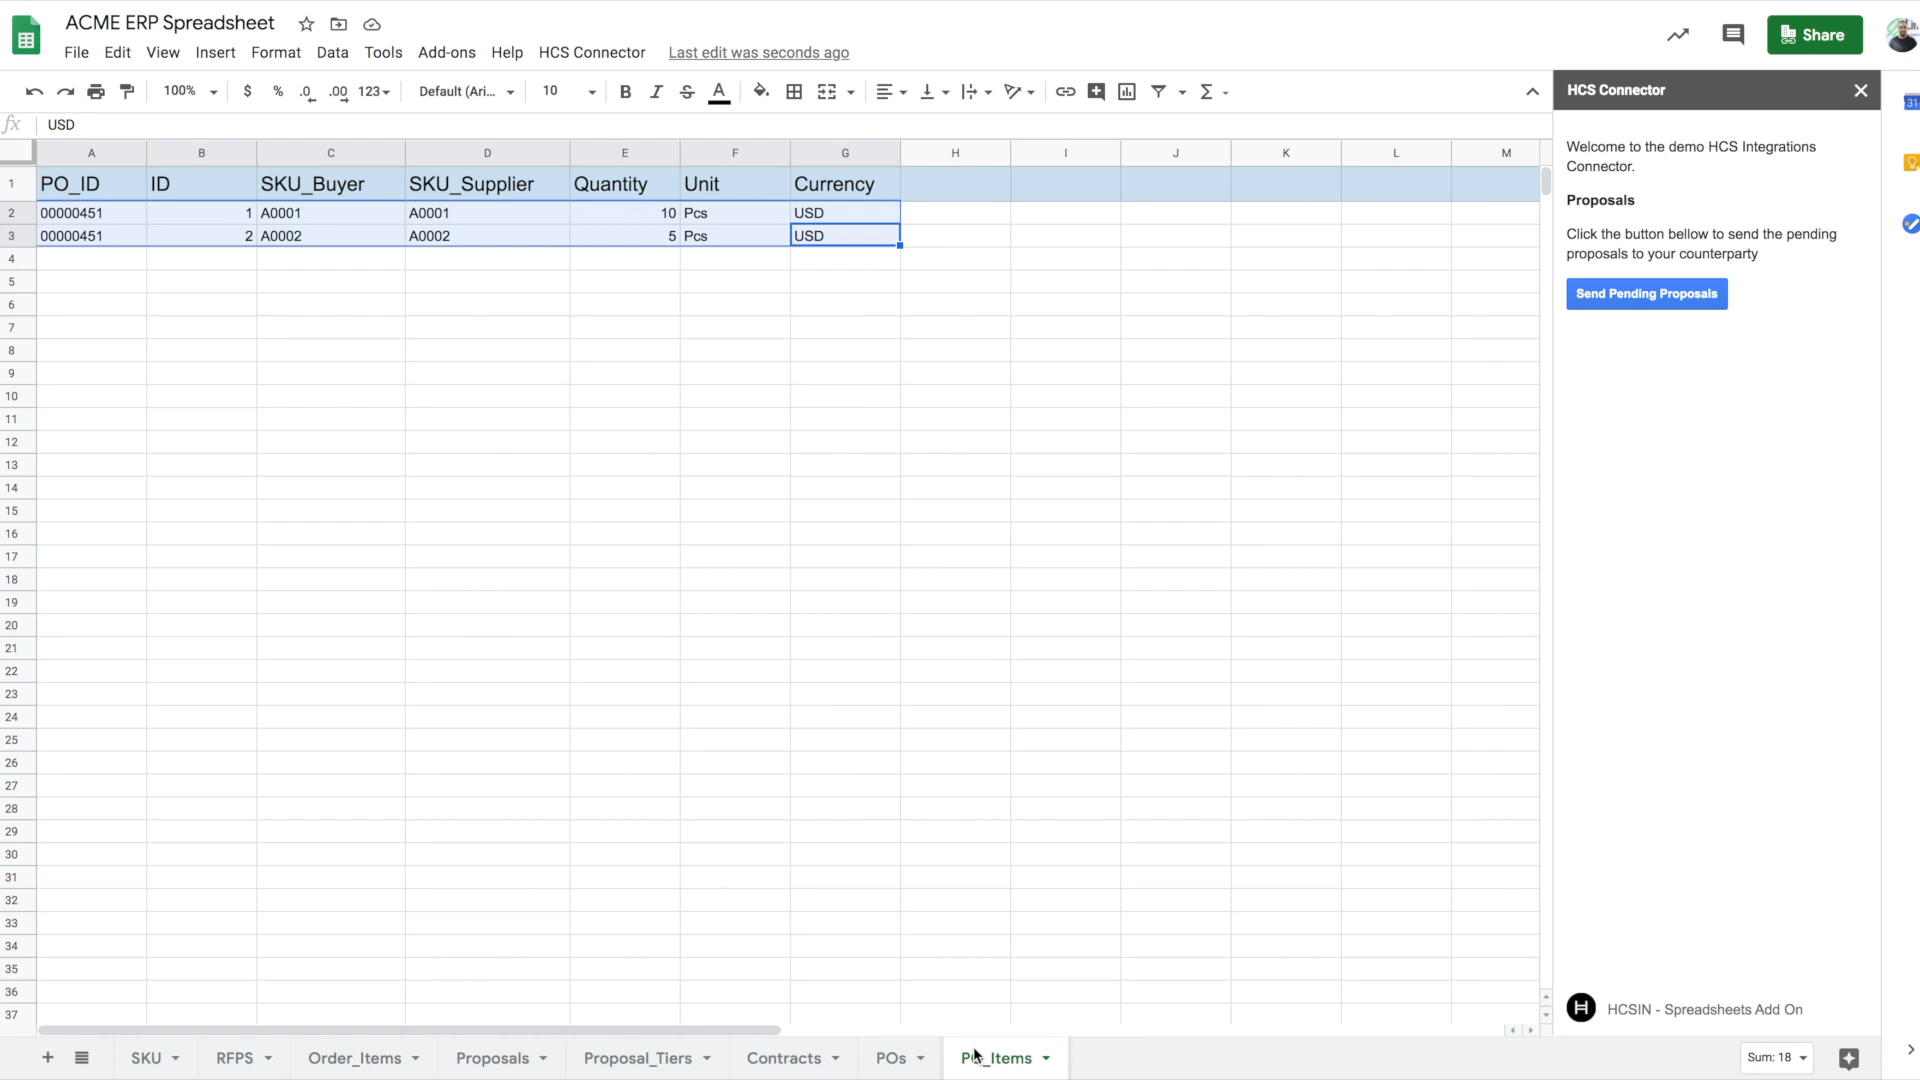 ACME ERP Spreadsheet
File Edit View Insert Format Data Tools Add-ons Help HCS Connector Last edit was seconds ago
Share
100% $ % .0 .00 123 Default (Ari... 10 B I S A
HCS Connector
fx USD
A B C D E F G H I J K L M
1 PO_ID ID SKU_Buyer SKU_Supplier Quantity Unit Currency
2 00000451 1 A0001 A0001 10 Pcs USD
3 00000451 2 A0002 A0002 5 Pcs USD
4
5
6
7
8
9
10
11
12
13
14
15
16
17
18
19
20
21
22
23
24
25
26
27
28
29
30
31
32
33
34
35
36
37
Welcome to the demo HCS Integrations
Connector.
Proposals
Click the button bellow to send the pending
proposals to your counterparty
Send Pending Proposals
HCSIN - Spreadsheets Add On
31
SKU RFPS Order_Items Proposals Proposal_Tiers Contracts POs PO_Items Sum: 18